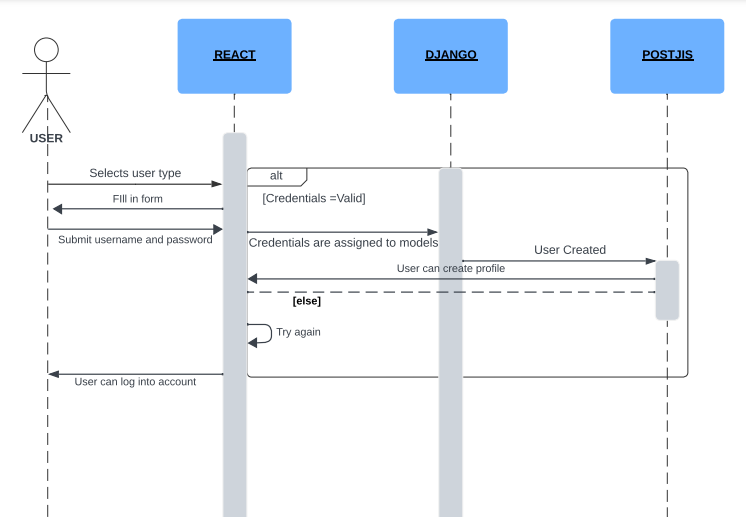 REACT
DJANGO
POSTJIS
USER
Selects user type
alt
FIll in form
[Credentials =Valid]
Submit username and password
Credentials are assigned to models
User Created
User can create profile
[else]
Try again
User can log into account